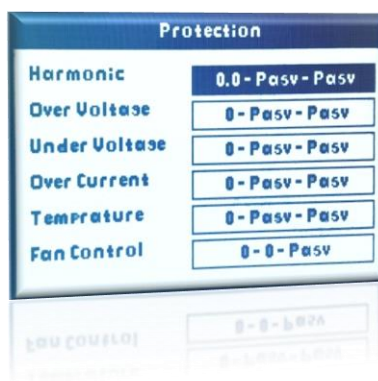 Protection
Harmonic 0.0 - Pasv - Pasv
Over Voltage 0 - Pasv - Pasv
Under Voltage 0 - Pasv - Pasv
Over Current 0 - Pasv - Pasv
Temprature 0 - Pasv - Pasv
Fan Control 0 - 0 - Pasv